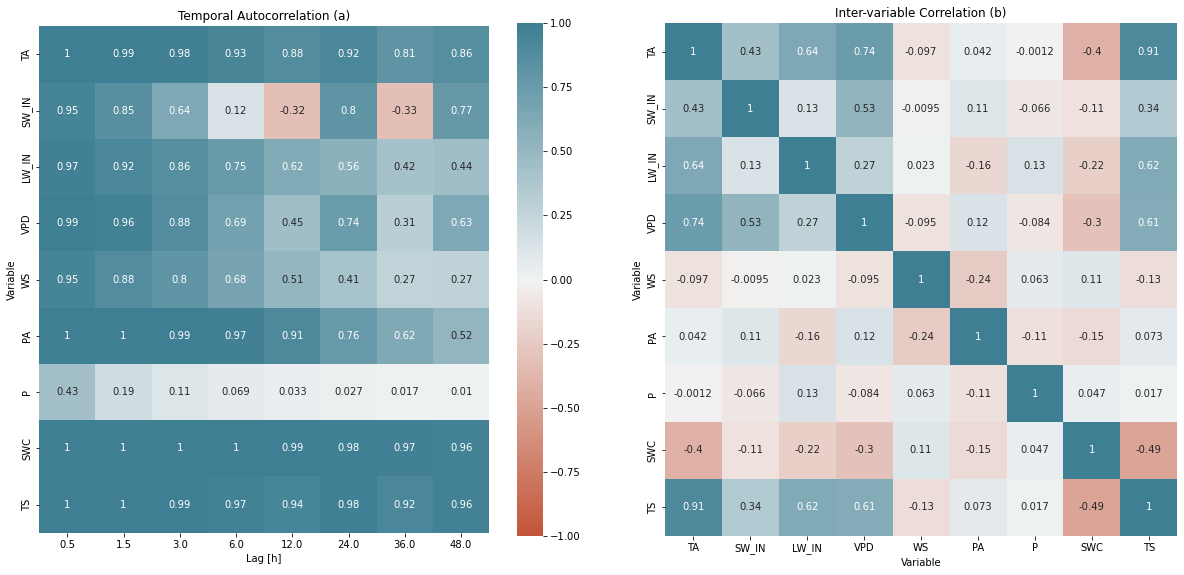 Temporal Autocorrelation (a)
Variable
TA 1 0.99 0.98 0.93 0.88 0.92 0.81 0.86
SW_IN 0.95 0.85 0.64 0.12 -0.32 0.8 -0.33 0.77
LW_IN 0.97 0.92 0.86 0.75 0.62 0.56 0.42 0.44
VPD 0.99 0.96 0.88 0.69 0.45 0.74 0.31 0.63
WS 0.95 0.88 0.8 0.68 0.51 0.41 0.27 0.27
PA 1 1 0.99 0.97 0.91 0.76 0.62 0.52
P 0.43 0.19 0.11 0.069 0.033 0.027 0.017 0.01
SWC 1 1 1 1 0.99 0.98 0.97 0.96
TS 1 1 0.99 0.97 0.94 0.98 0.92 0.96
0.5 1.5 3.0 6.0 12.0 24.0 36.0 48.0
Lag [h]
1.00
0.75
0.50
0.25
0.00
−0.25
−0.50
−0.75
−1.00
Inter-variable Correlation (b)
Variable
TA 1 0.43 0.64 0.74 -0.097 0.042 -0.0012 -0.4 0.91
SW_IN 0.43 1 0.13 0.53 -0.0095 0.11 -0.066 -0.11 0.34
LW_IN 0.64 0.13 1 0.27 0.023 -0.16 0.13 -0.22 0.62
VPD 0.74 0.53 0.27 1 -0.095 0.12 -0.084 -0.3 0.61
WS -0.097 -0.0095 0.023 -0.095 1 -0.24 0.063 0.11 -0.13
PA 0.042 0.11 -0.16 0.12 -0.24 1 -0.11 -0.15 0.073
P -0.0012 -0.066 0.13 -0.084 0.063 -0.11 1 0.047 0.017
SWC -0.4 -0.11 -0.22 -0.3 0.11 -0.15 0.047 1 -0.49
TS 0.91 0.34 0.62 0.61 -0.13 0.073 0.017 -0.49 1
TA SW_IN LW_IN VPD WS PA P SWC TS
Variable